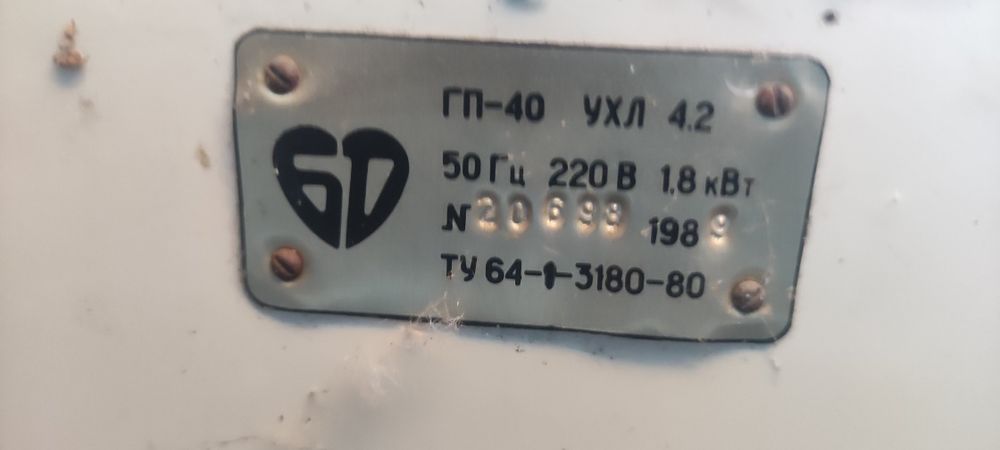 БО
ГП-40 УХЛ 4.2
50 Гц 220 В 1,8 кВт
№ 20698 1989
ТУ 64-1-3180-80